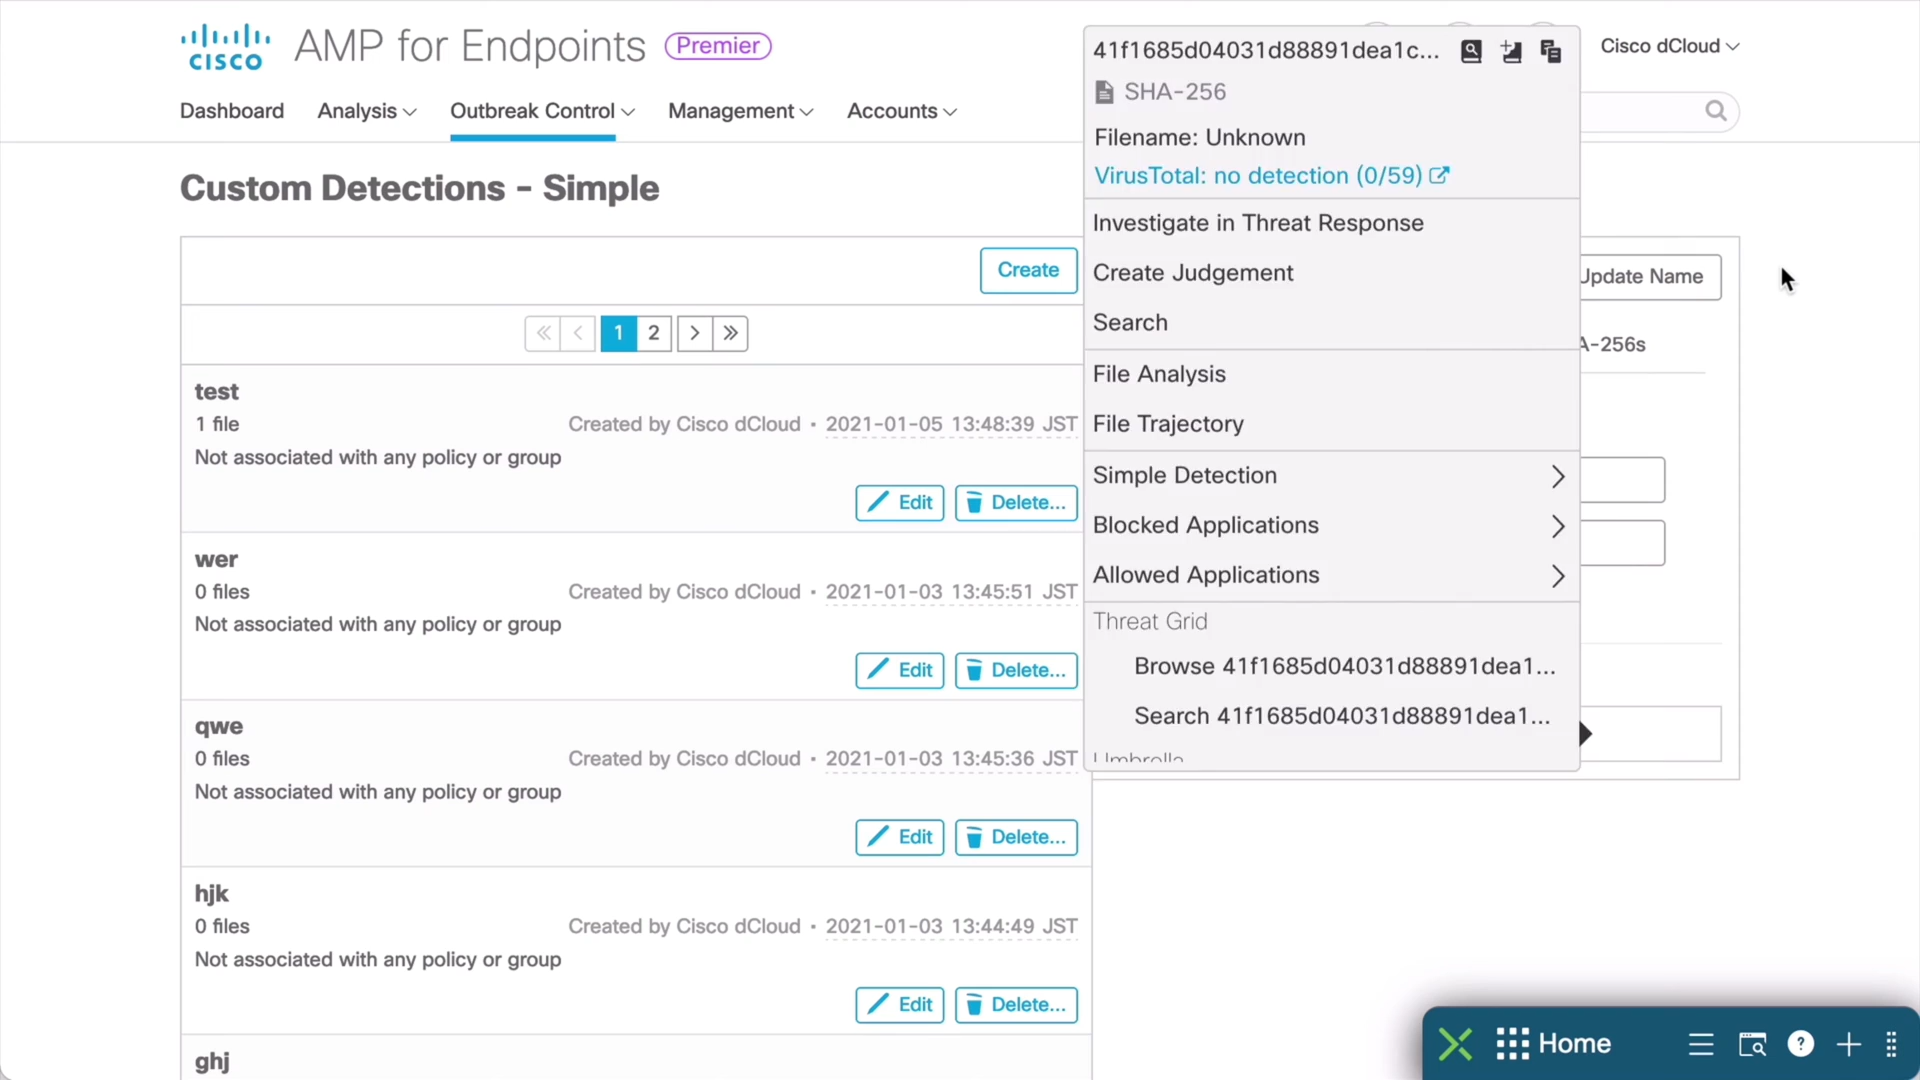 CISCO AMP for Endpoints Premier
Cisco dCloud
Dashboard Analysis Outbreak Control Management Accounts
Custom Detections - Simple
Create
1 2
test
1 file Created by Cisco dCloud • 2021-01-05 13:48:39 JST
Not associated with any policy or group
Edit Delete...
wer
0 files Created by Cisco dCloud • 2021-01-03 13:45:51 JST
Not associated with any policy or group
Edit Delete...
qwe
0 files Created by Cisco dCloud • 2021-01-03 13:45:36 JST
Not associated with any policy or group
Edit Delete...
hjk
0 files Created by Cisco dCloud • 2021-01-03 13:44:49 JST
Not associated with any policy or group
Edit Delete...
ghj
41f1685d04031d88891dea1c...
SHA-256
Filename: Unknown
VirusTotal: no detection (0/59)
Investigate in Threat Response
Create Judgement
Search
File Analysis
File Trajectory
Simple Detection
Blocked Applications
Allowed Applications
Threat Grid
Browse 41f1685d04031d88891dea1...
Search 41f1685d04031d88891dea1...
Umbrella
Update Name
A-256s
Home